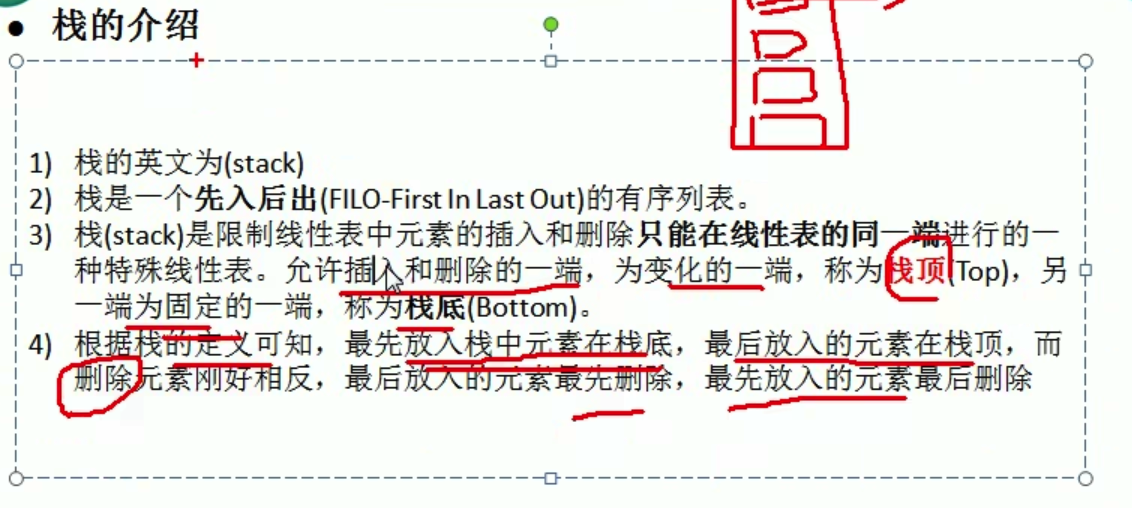 ● 栈的介绍
1) 栈的英文为(stack)
2) 栈是一个先入后出(FILO-First In Last Out)的有序列表。
3) 栈(stack)是限制线性表中元素的插入和删除只能在线性表的同一端进行的一
种特殊线性表。允许插入和删除的一端，为变化的一端，称为栈顶(Top)，另
一端为固定的一端，称为栈底(Bottom)。
4) 根据栈的定义可知，最先放入栈中元素在栈底，最后放入的元素在栈顶，而
删除元素刚好相反，最后放入的元素最先删除，最先放入的元素最后删除